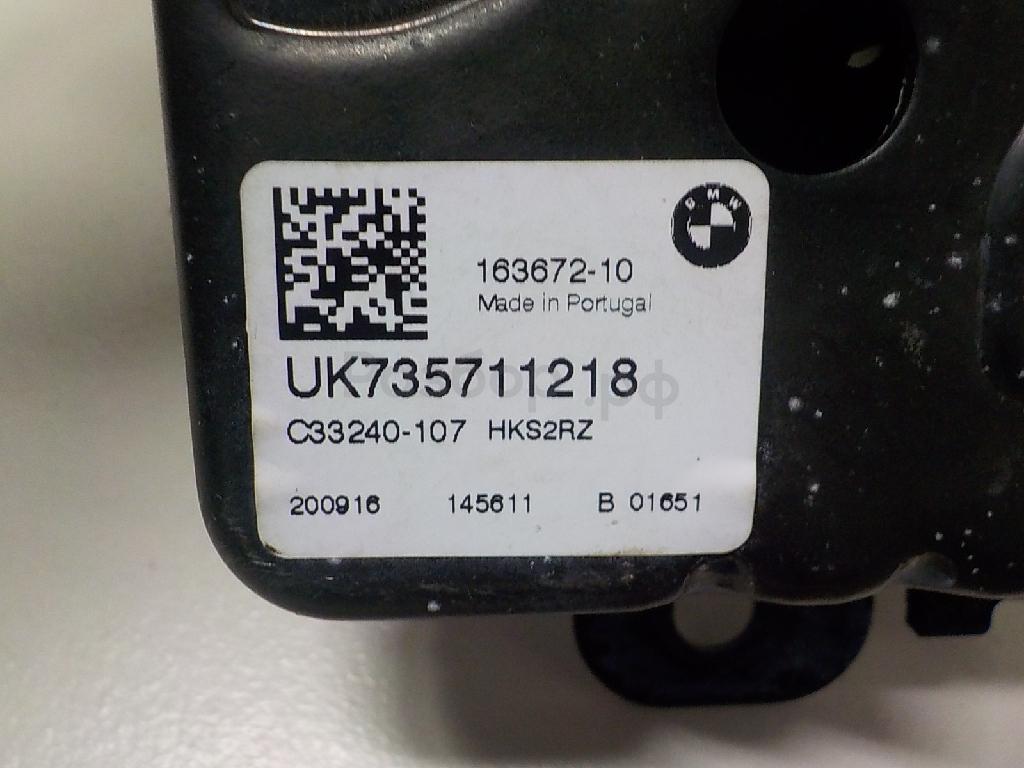 BMW
163672-10
Made in Portugal
UK735711218
C33240-107 HKS2RZ
200916 145611 B 01651